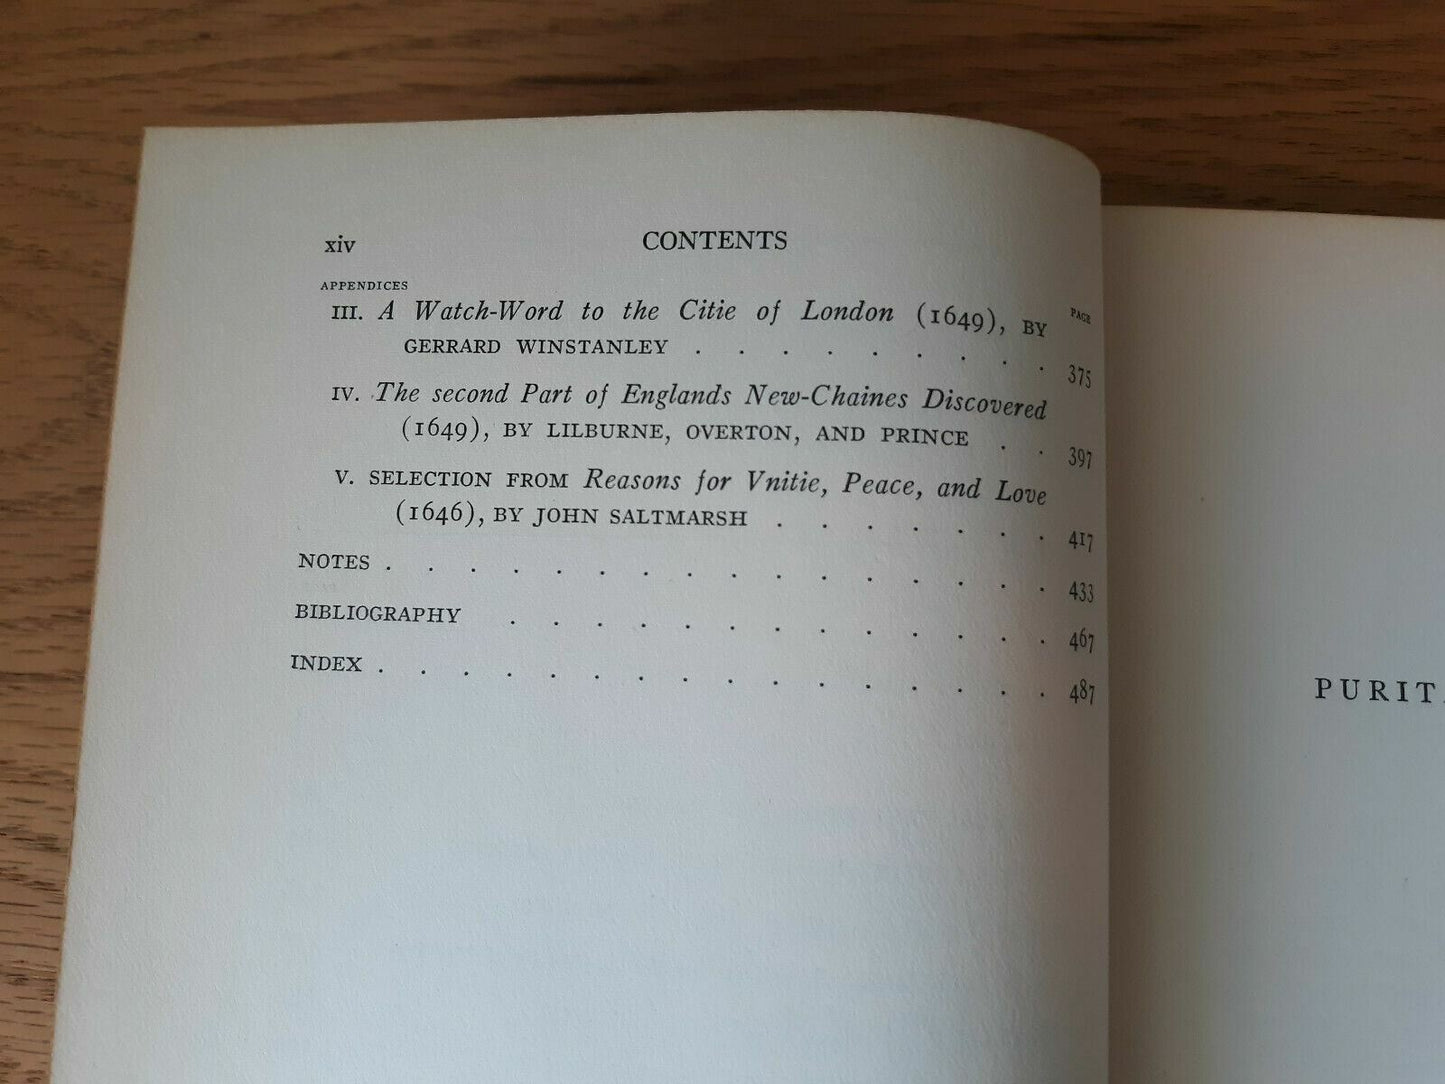 xiv CONTENTS
APPENDICES
PAGE
III. A Watch-Word to the Citie of London (1649), BY
GERRARD WINSTANLEY . . . . . . . . . 375
IV. The second Part of Englands New-Chaines Discovered
(1649), BY LILBURNE, OVERTON, AND PRINCE . . 397
V. SELECTION FROM Reasons for Vnitie, Peace, and Love
(1646), BY JOHN SALTMARSH . . . . . . . 417
NOTES . . . . . . . . . . . . . . . . 433
BIBLIOGRAPHY . . . . . . . . . . . . . 467
INDEX . . . . . . . . . . . . . . . . 487
PURIT